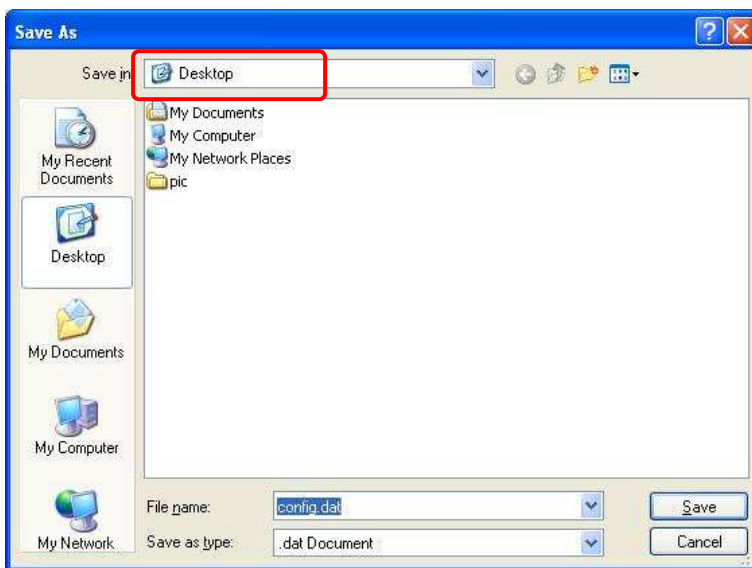 Save As
Save in
Desktop
My Documents
My Computer
My Network Places
pic
My Recent
Documents
Desktop
My Documents
My Computer
My Network
File name:
config.dat
Save
Save as type:
.dat Document
Cancel